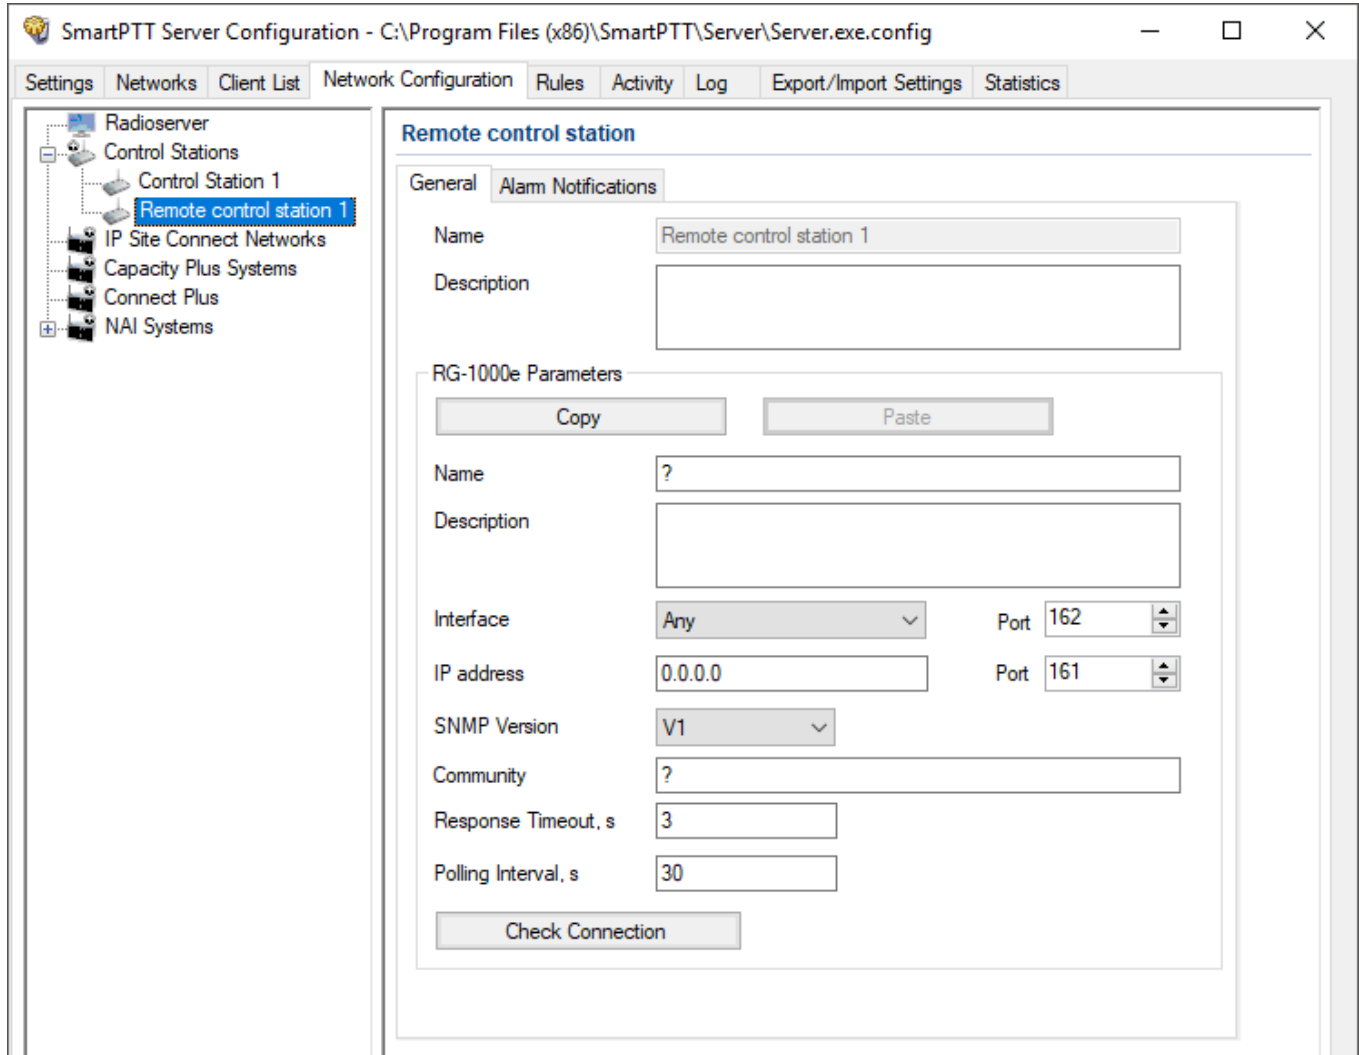 SmartPTT Server Configuration - C:\Program Files (x86)\SmartPTT\Server\Server.exe.config
Settings Networks Client List Network Configuration Rules Activity Log Export/Import Settings Statistics
Radioserver
Control Stations
Control Station 1
Remote control station 1
IP Site Connect Networks
Capacity Plus Systems
Connect Plus
NAI Systems
Remote control station
General Alarm Notifications
Name Remote control station 1
Description
RG-1000e Parameters
Copy Paste
Name ?
Description
Interface Any Port 162
IP address 0.0.0.0 Port 161
SNMP Version V1
Community ?
Response Timeout, s 3
Polling Interval, s 30
Check Connection